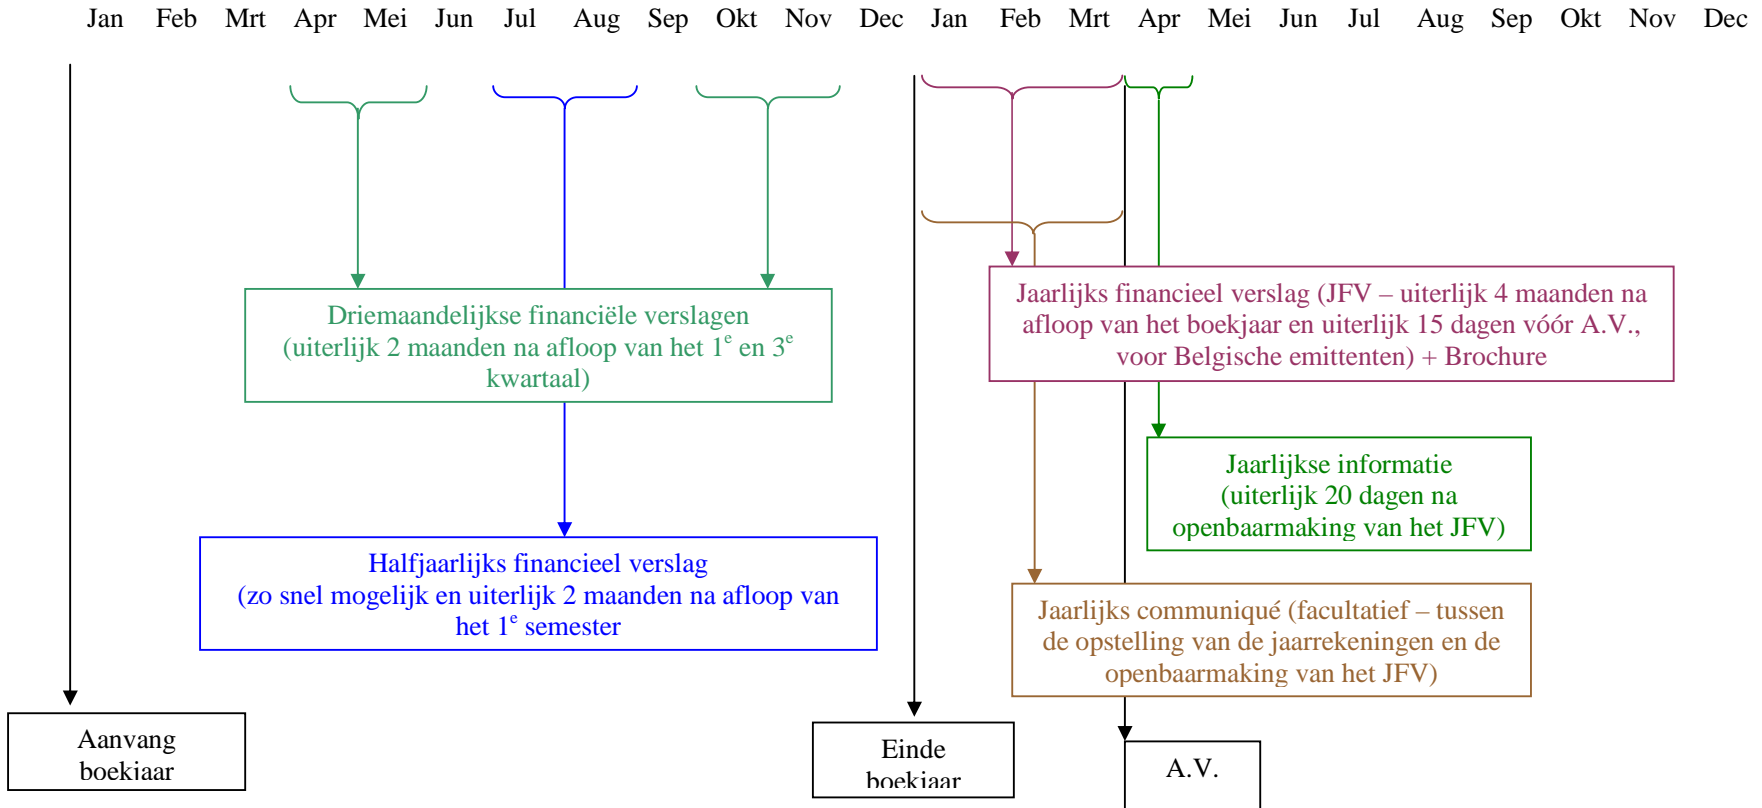 Jan Feb Mrt Apr Mei Jun Jul Aug Sep Okt Nov Dec Jan Feb Mrt Apr Mei Jun Jul Aug Sep Okt Nov Dec
Driemaandelijkse financiële verslagen
(uiterlijk 2 maanden na afloop van het 1e en 3e
kwartaal)
Jaarlijks financieel verslag (JFV – uiterlijk 4 maanden na
afloop van het boekjaar en uiterlijk 15 dagen vóór A.V.,
voor Belgische emittenten) + Brochure
Jaarlijkse informatie
(uiterlijk 20 dagen na
openbaarmaking van het JFV)
Halfjaarlijks financieel verslag
(zo snel mogelijk en uiterlijk 2 maanden na afloop van
het 1e semester
Jaarlijks communiqué (facultatief – tussen
de opstelling van de jaarrekeningen en de
openbaarmaking van het JFV)
Aanvang
boekjaar
Einde
boekjaar
A.V.